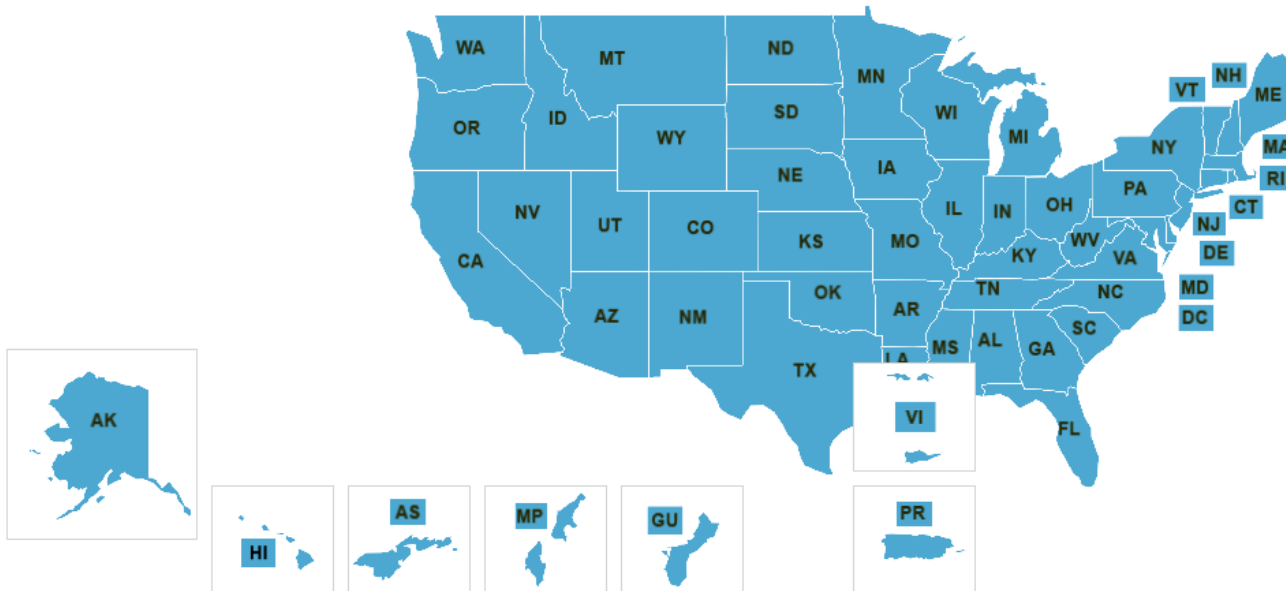 WA
MT
ND
MN
NH
VT
ME
OR
ID
WY
SD
WI
MI
NY
MA
RI
CT
NE
IA
PA
NV
UT
CO
KS
MO
IL
IN
OH
NJ
DE
WV
VA
KY
CA
AZ
NM
OK
AR
TN
NC
MD
DC
SC
MS
AL
GA
LA
TX
FL
VI
AK
HI
AS
MP
GU
PR